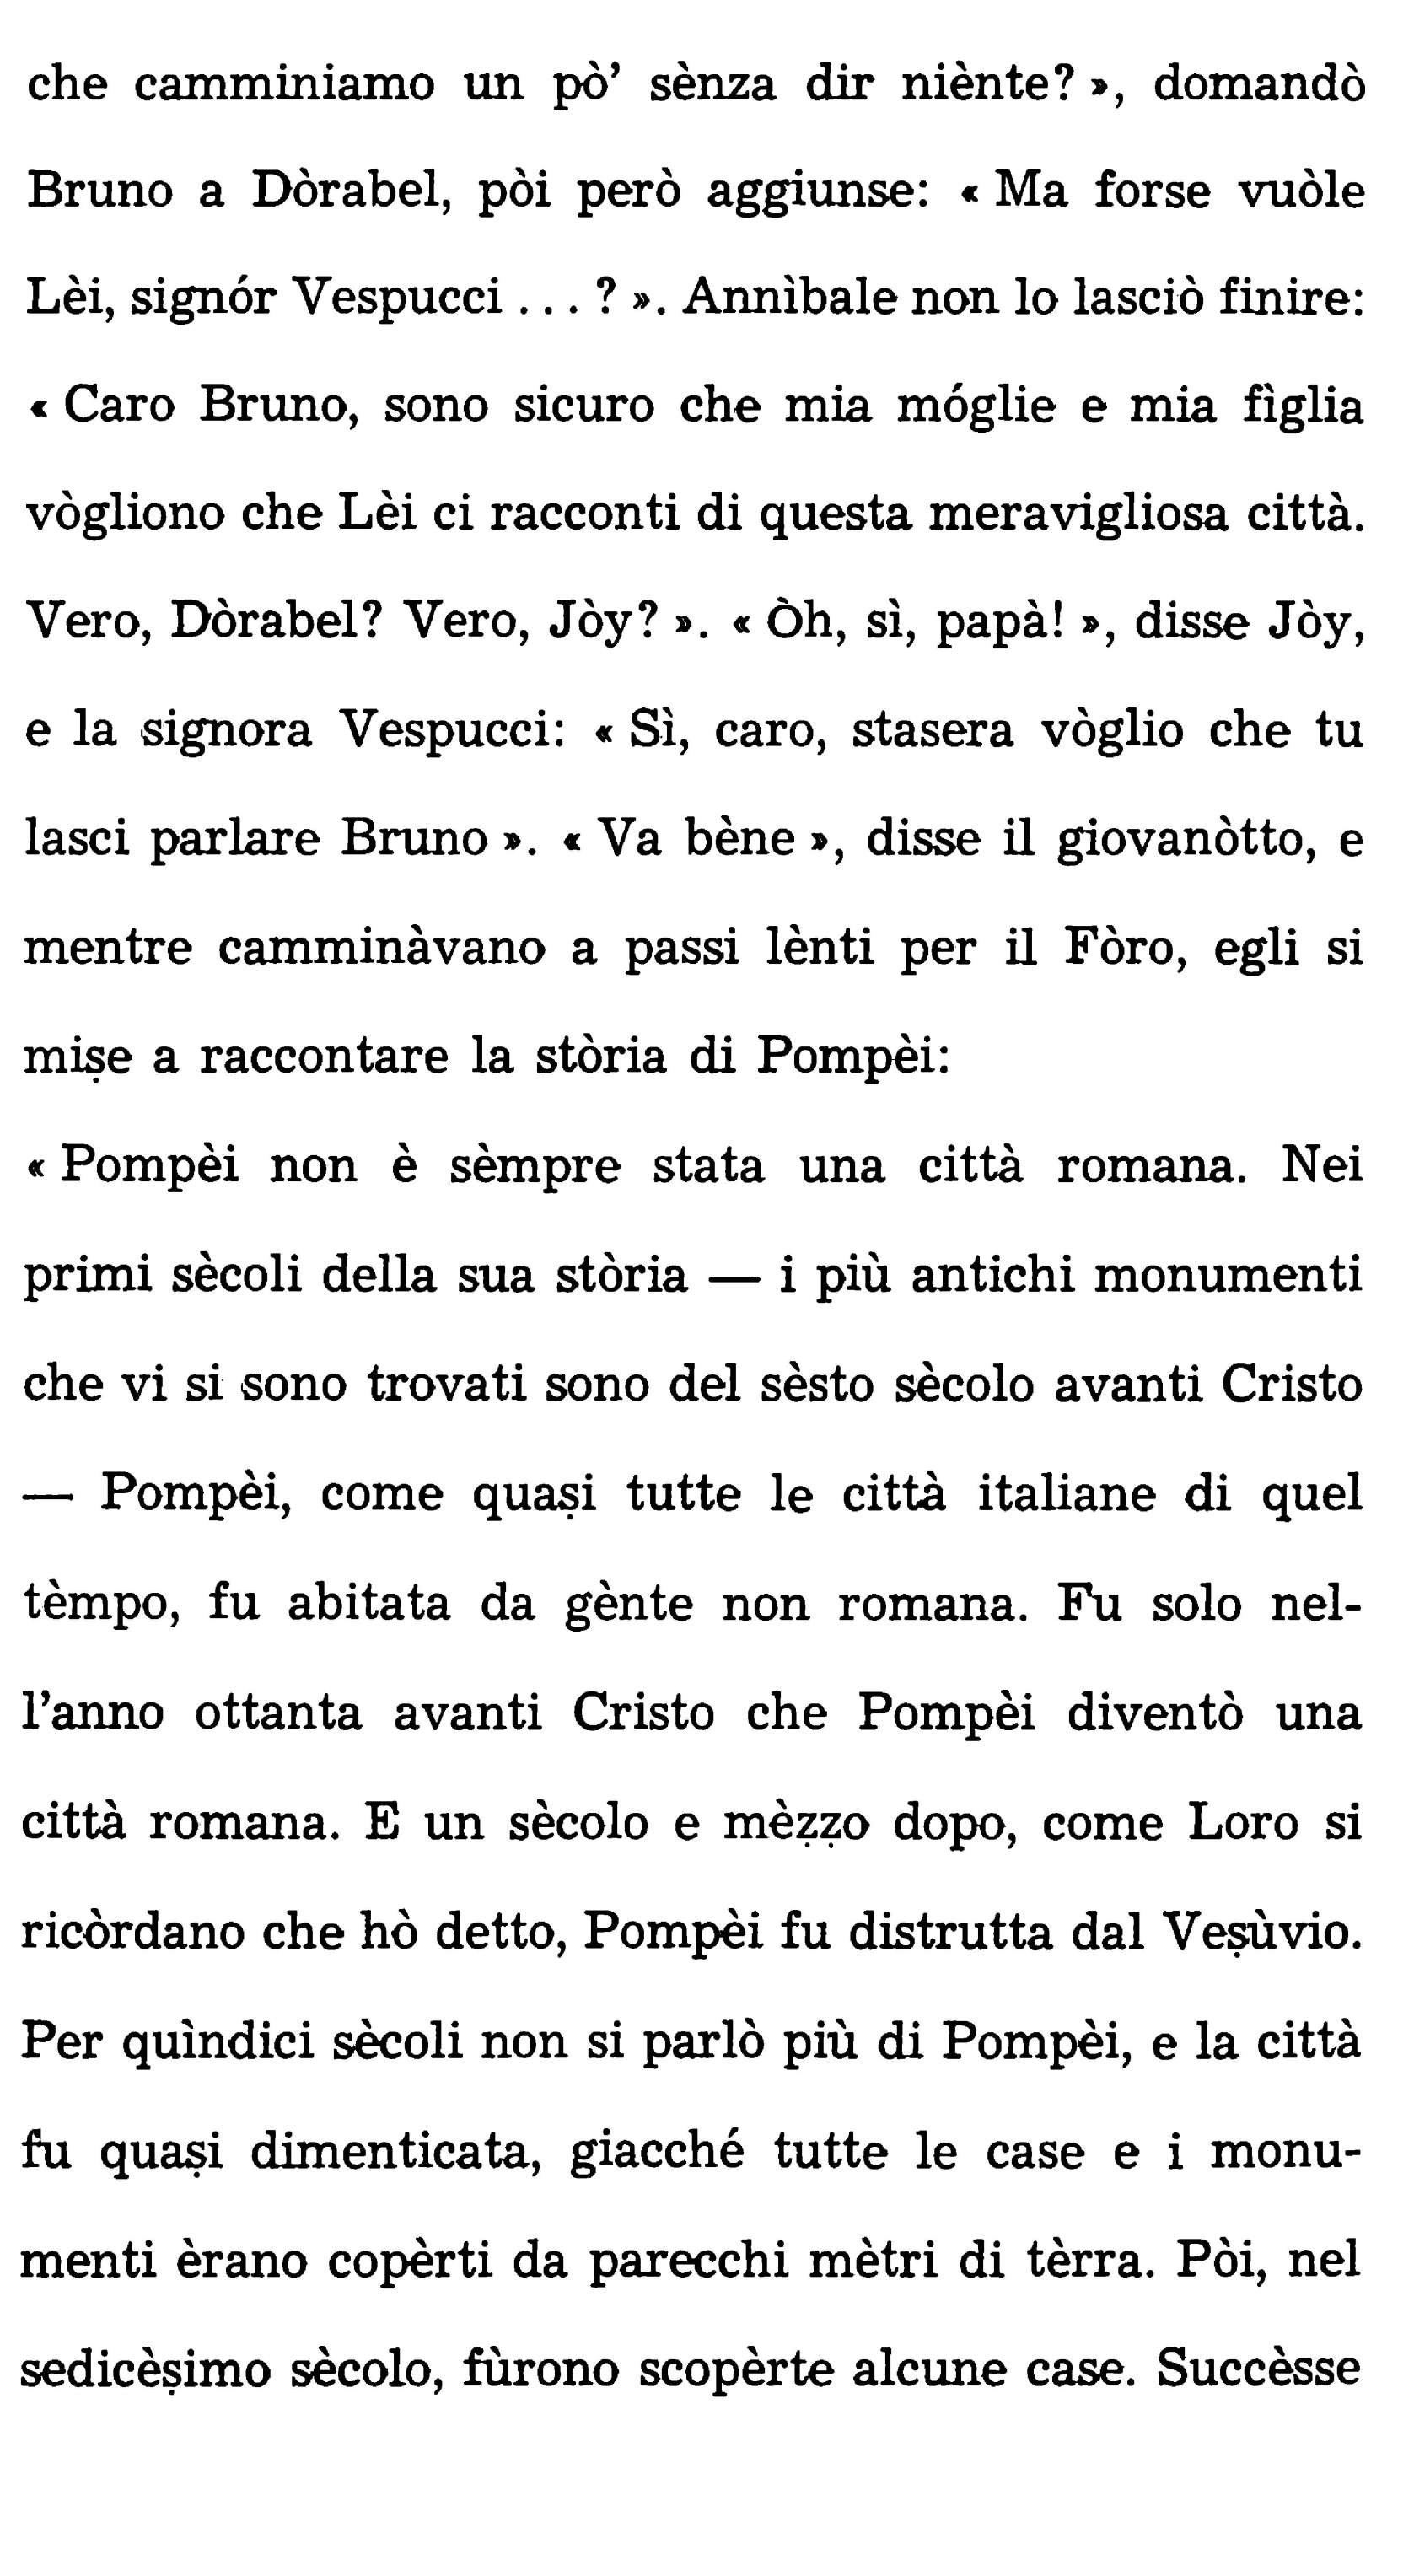 che camminiamo un pò’ sènza dir niènte? », domandò
Bruno a Dòrabel, pòi però aggiunse: « Ma forse vuòle
Lèi, signór Vespucci . . . ? ». Annìbale non lo lasciò finire:
« Caro Bruno, sono sicuro che mia móglie e mia fìglia
vògliono che Lèi ci racconti di questa meravigliosa città.
Vero, Dòrabel? Vero, Jòy? ». « Òh, sì, papà! », disse Jòy,
e la signora Vespucci: « Sì, caro, stasera vòglio che tu
lasci parlare Bruno ». « Va bène », disse il giovanòtto, e
mentre camminàvano a passi lènti per il Fòro, egli si
miṣe a raccontare la stòria di Pompèi:
« Pompèi non è sèmpre stata una città romana. Nei
primi sècoli della sua stòria — i più antichi monumenti
che vi si sono trovati sono del sèsto sècolo avanti Cristo
— Pompèi, come quaṣi tutte le città italiane di quel
tèmpo, fu abitata da gènte non romana. Fu solo nel-
l’anno ottanta avanti Cristo che Pompèi diventò una
città romana. E un sècolo e mèẓẓo dopo, come Loro si
ricòrdano che hò detto, Pompèi fu distrutta dal Veṣùvio.
Per quìndici sècoli non si parlò più di Pompèi, e la città
fu quaṣi dimenticata, giacché tutte le case e i monu-
menti èrano copèrti da parecchi mètri di tèrra. Pòi, nel
sedicèṣimo sècolo, fùrono scopèrte alcune case. Succèsse